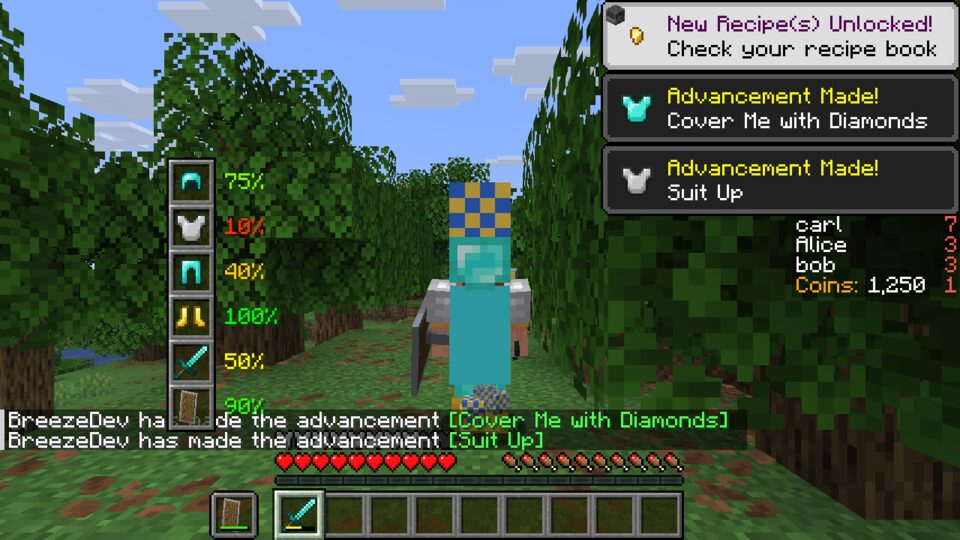 New Recipe(s) Unlocked!
Check your recipe book
Advancement Made!
Cover Me with Diamonds
Advancement Made!
Suit Up
75%
10%
40%
100%
50%
90%
carl 7
Alice 3
bob 3
Coins: 1,250 1
BreezeDev ha de the advancement [Cover Me with Diamonds]
BreezeDev has made the advancement [Suit Up]